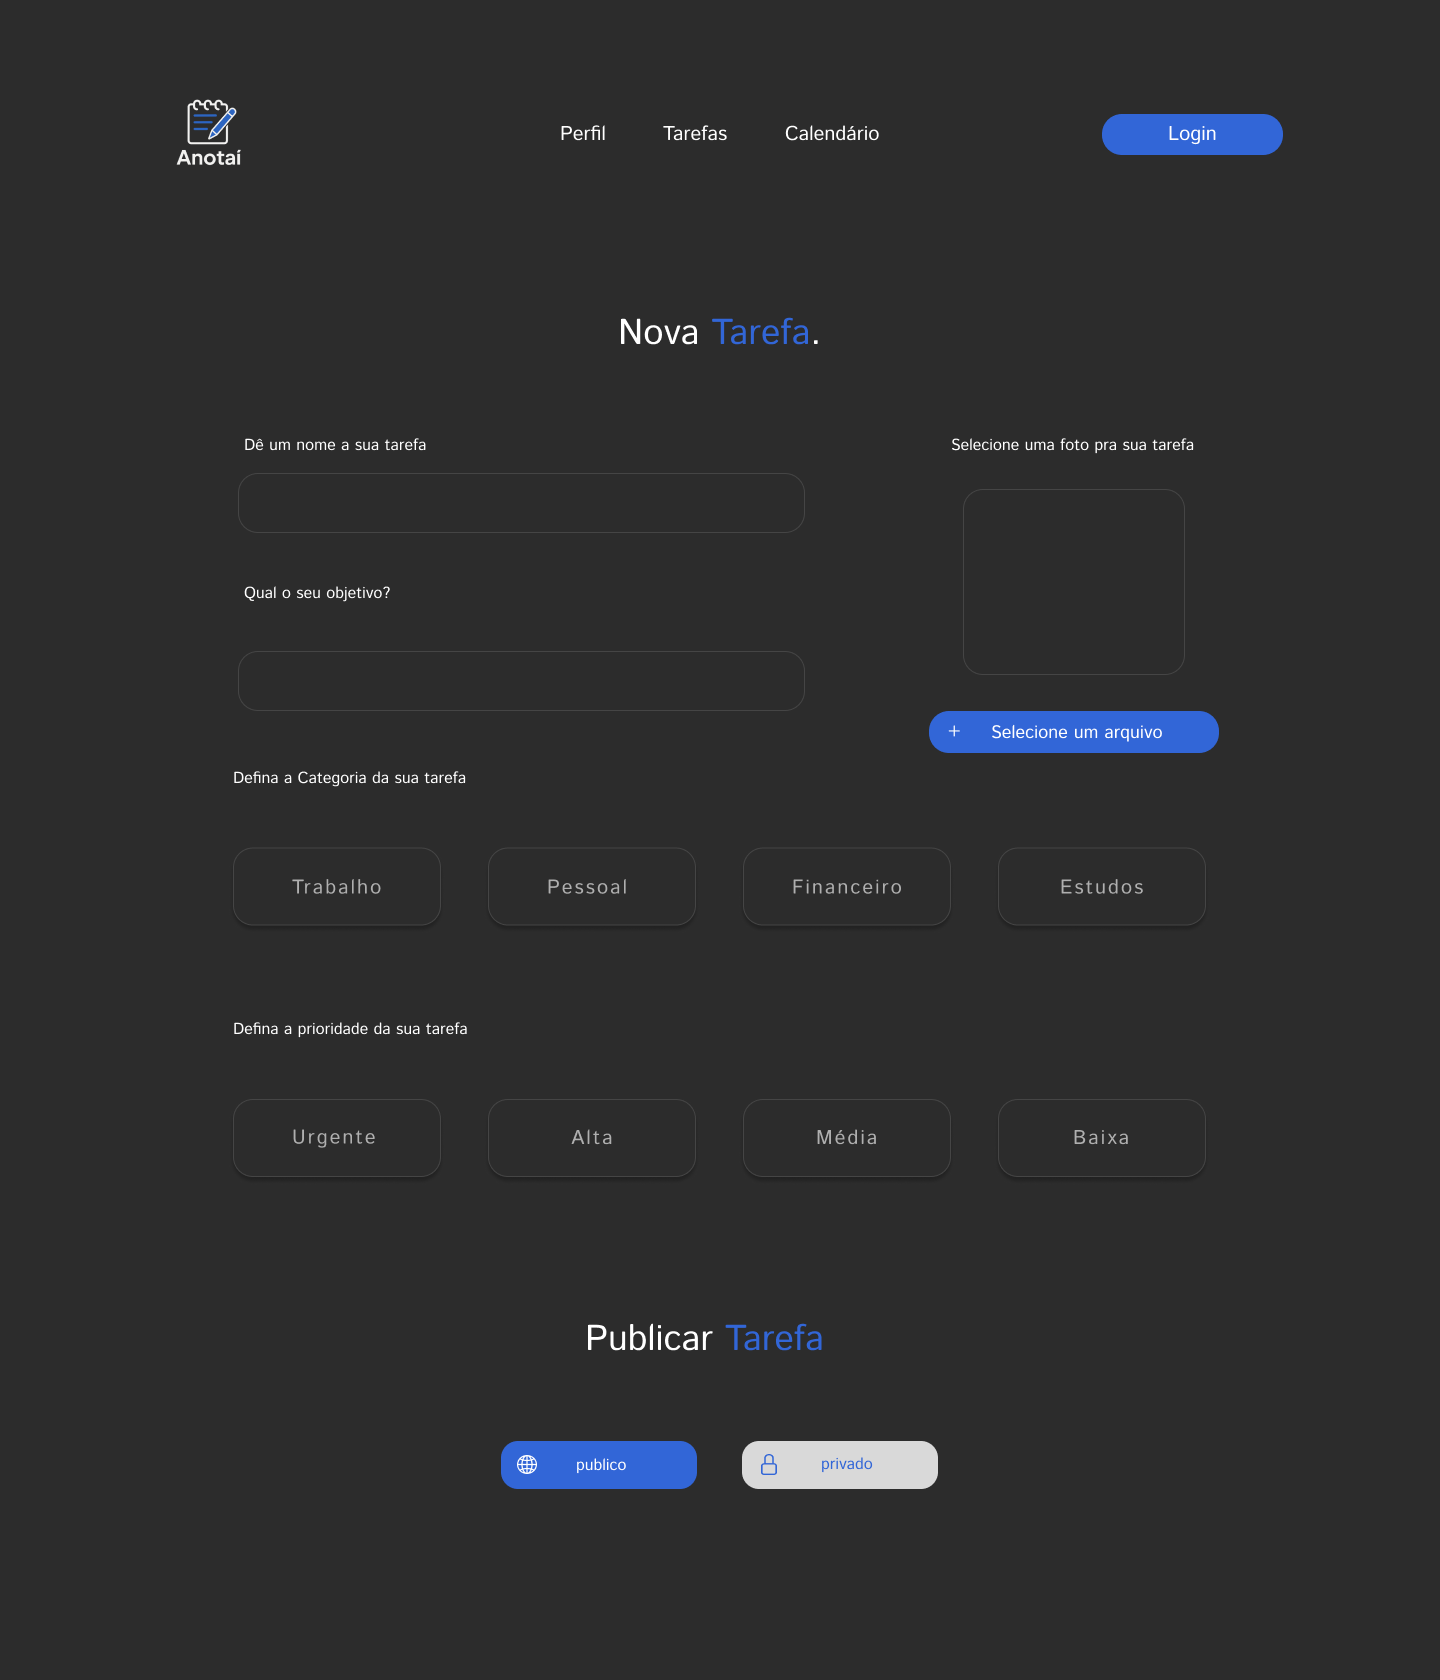 Anotaí
Perfil
Tarefas
Calendário
Login
Nova Tarefa.
Dê um nome a sua tarefa
Selecione uma foto pra sua tarefa
Qual o seu objetivo?
+ Selecione um arquivo
Defina a Categoria da sua tarefa
Trabalho
Pessoal
Financeiro
Estudos
Defina a prioridade da sua tarefa
Urgente
Alta
Média
Baixa
Publicar Tarefa
publico
privado